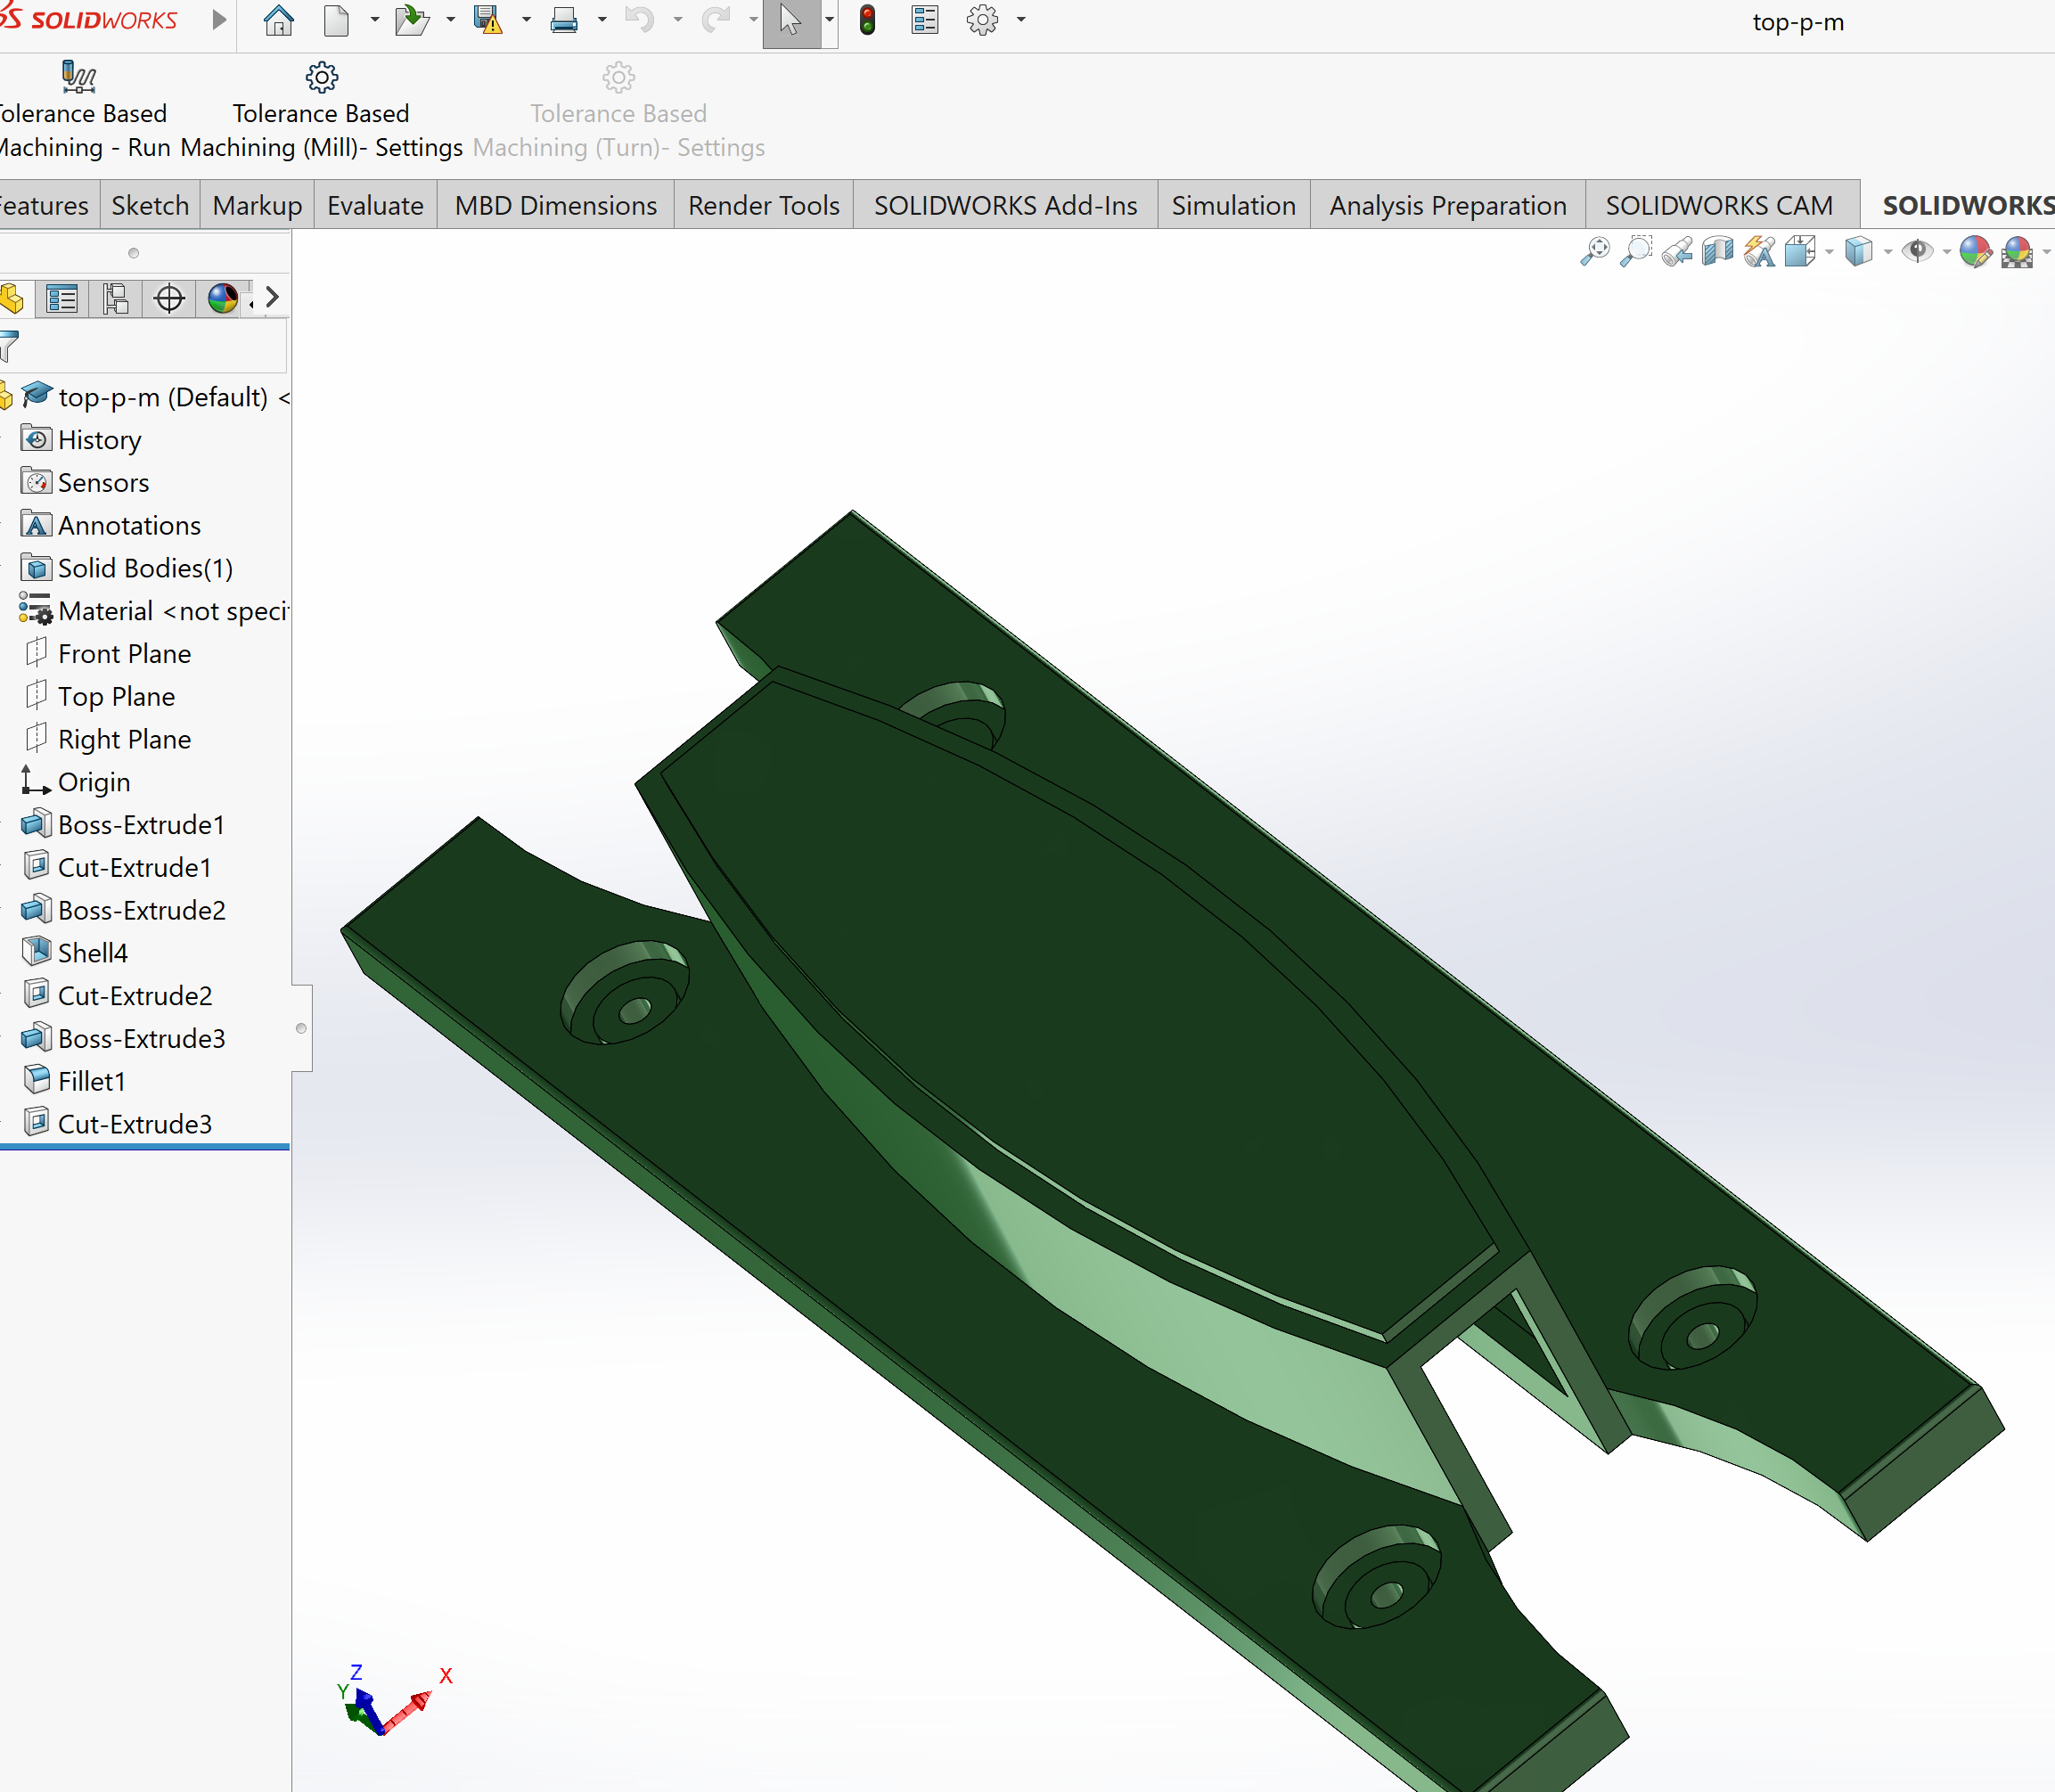 SOLIDWORKS
top-p-m
olerance Based
Machining - Run
Tolerance Based
Machining (Mill)- Settings
Tolerance Based
Machining (Turn)- Settings
Features
Sketch
Markup
Evaluate
MBD Dimensions
Render Tools
SOLIDWORKS Add-Ins
Simulation
Analysis Preparation
SOLIDWORKS CAM
SOLIDWORKS
top-p-m (Default) <
History
Sensors
Annotations
Solid Bodies(1)
Material <not speci
Front Plane
Top Plane
Right Plane
Origin
Boss-Extrude1
Cut-Extrude1
Boss-Extrude2
Shell4
Cut-Extrude2
Boss-Extrude3
Fillet1
Cut-Extrude3
Z
Y
X